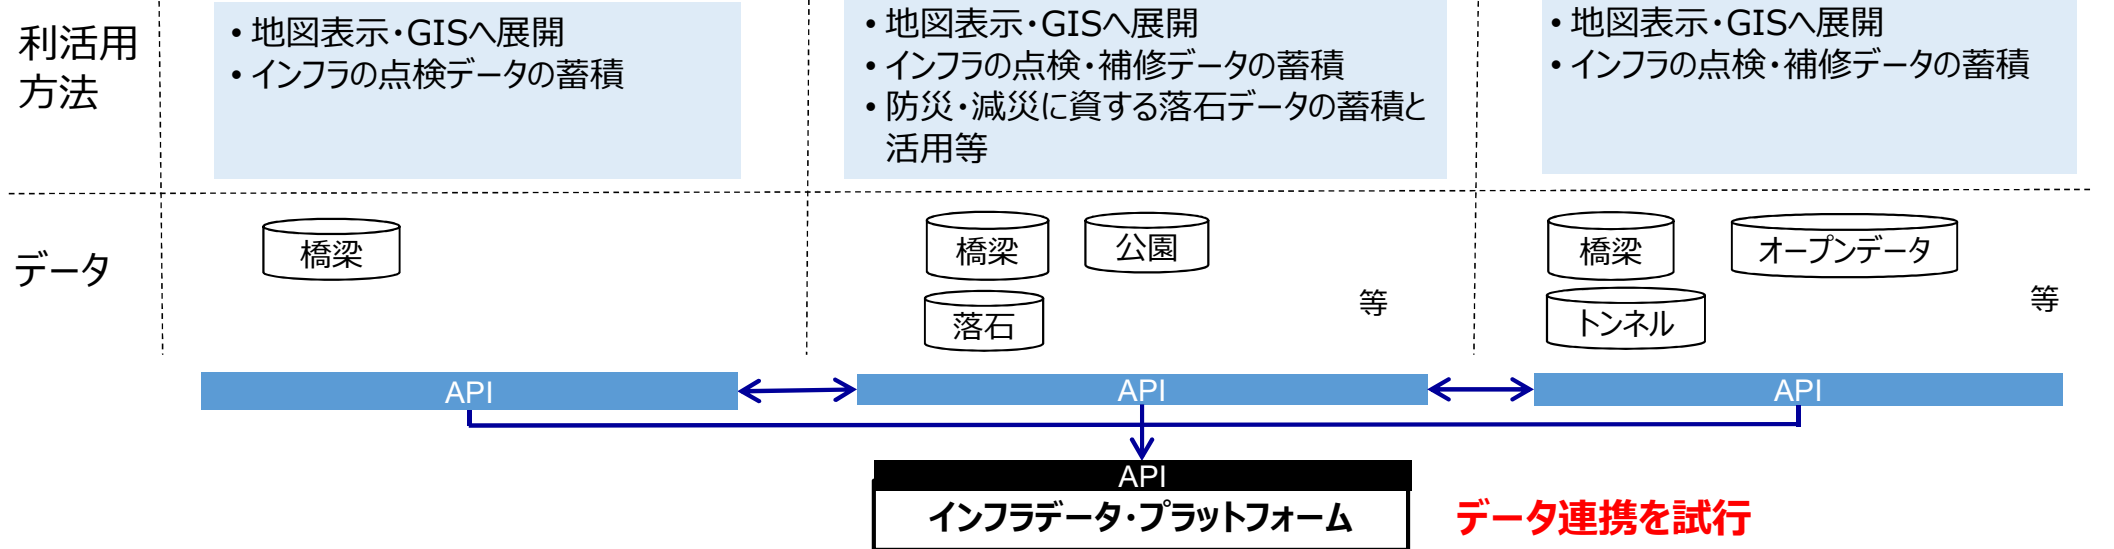 利活用
方法
• 地図表示・GISへ展開
• インフラの点検データの蓄積
• 地図表示・GISへ展開
• インフラの点検・補修データの蓄積
• 防災・減災に資する落石データの蓄積と
活用等
• 地図表示・GISへ展開
• インフラの点検・補修データの蓄積
データ
橋梁
橋梁
公園
落石
等
橋梁
オープンデータ
トンネル
等
API
API
API
API
インフラデータ・プラットフォーム
データ連携を試行